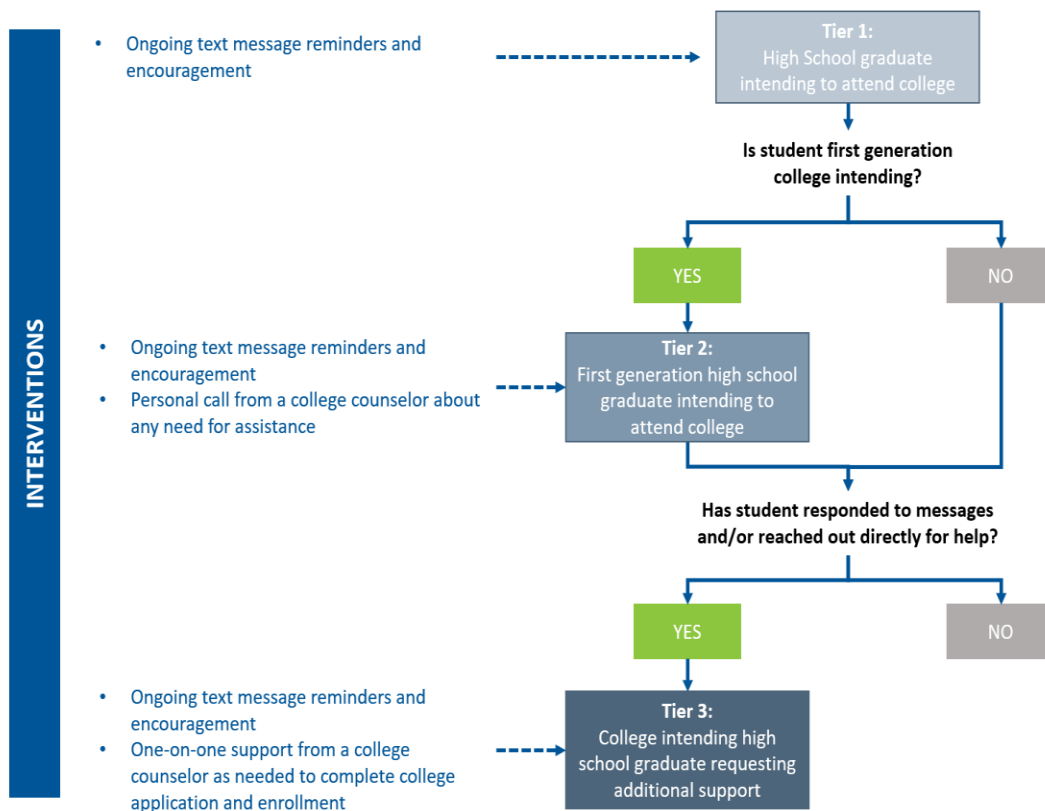 INTERVENTIONS
• Ongoing text message reminders and
encouragement
Tier 1:
High School graduate
intending to attend college
Is student first generation
college intending?
YES
NO
• Ongoing text message reminders and
encouragement
• Personal call from a college counselor about
any need for assistance
Tier 2:
First generation high school
graduate intending to
attend college
Has student responded to messages
and/or reached out directly for help?
YES
NO
• Ongoing text message reminders and
encouragement
• One-on-one support from a college
counselor as needed to complete college
application and enrollment
Tier 3:
College intending high
school graduate requesting
additional support